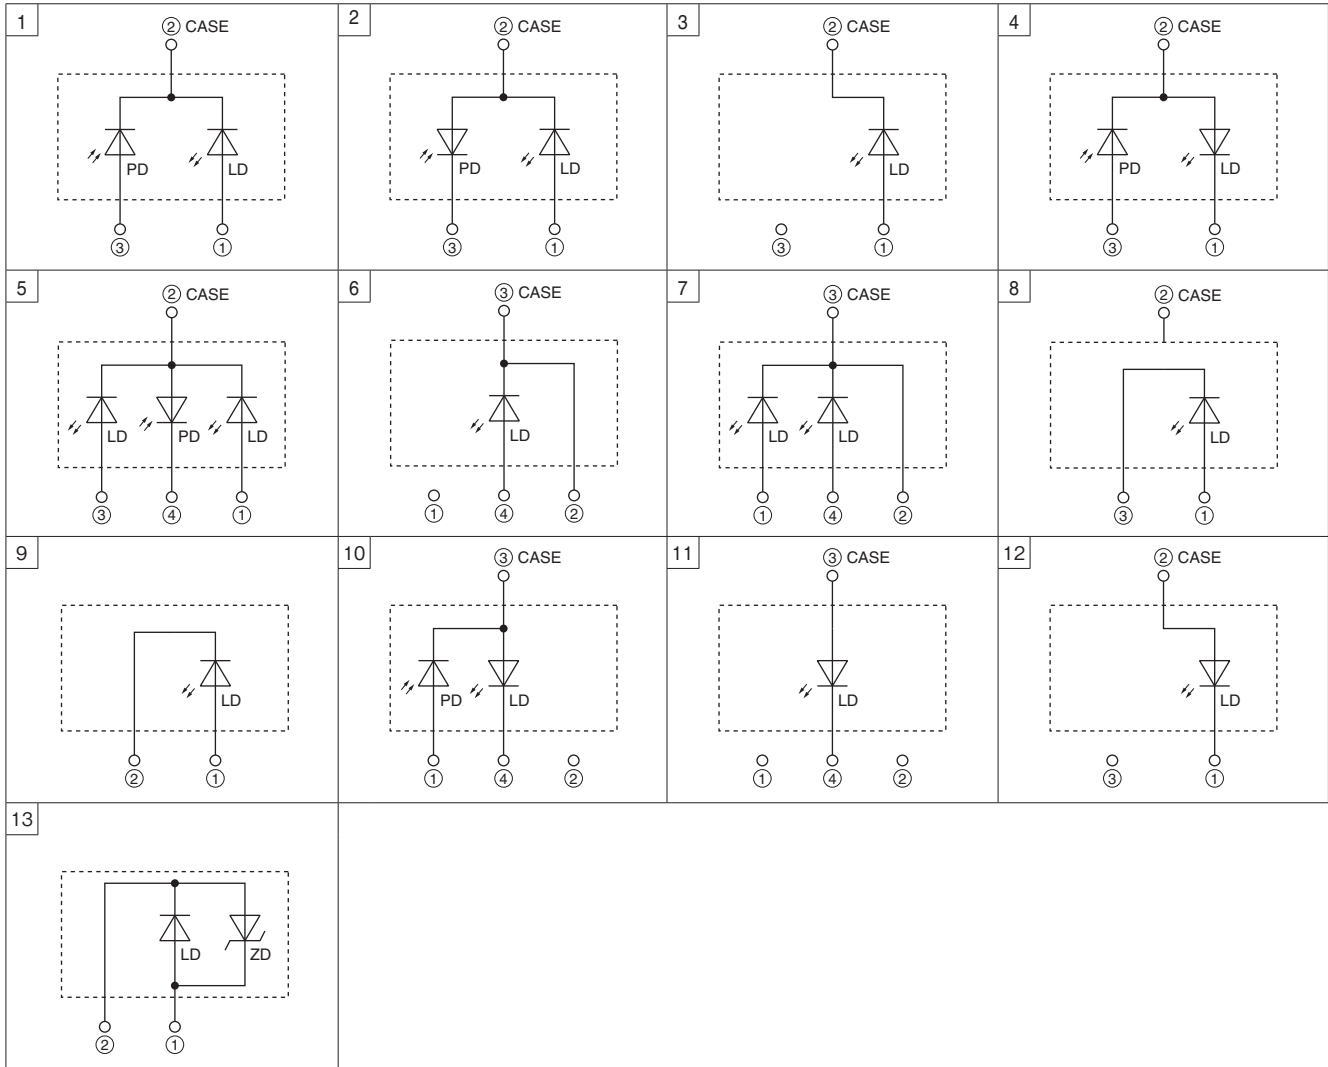 1
② CASE
PD
LD
③
①
2
② CASE
PD
LD
③
①
3
② CASE
LD
③
①
4
② CASE
PD
LD
③
①
5
② CASE
LD
PD
LD
③
④
①
6
③ CASE
LD
①
④
②
7
③ CASE
LD
LD
①
④
②
8
② CASE
LD
③
①
9
LD
②
①
10
③ CASE
PD
LD
①
④
②
11
③ CASE
LD
①
④
②
12
② CASE
LD
③
①
13
LD
ZD
②
①